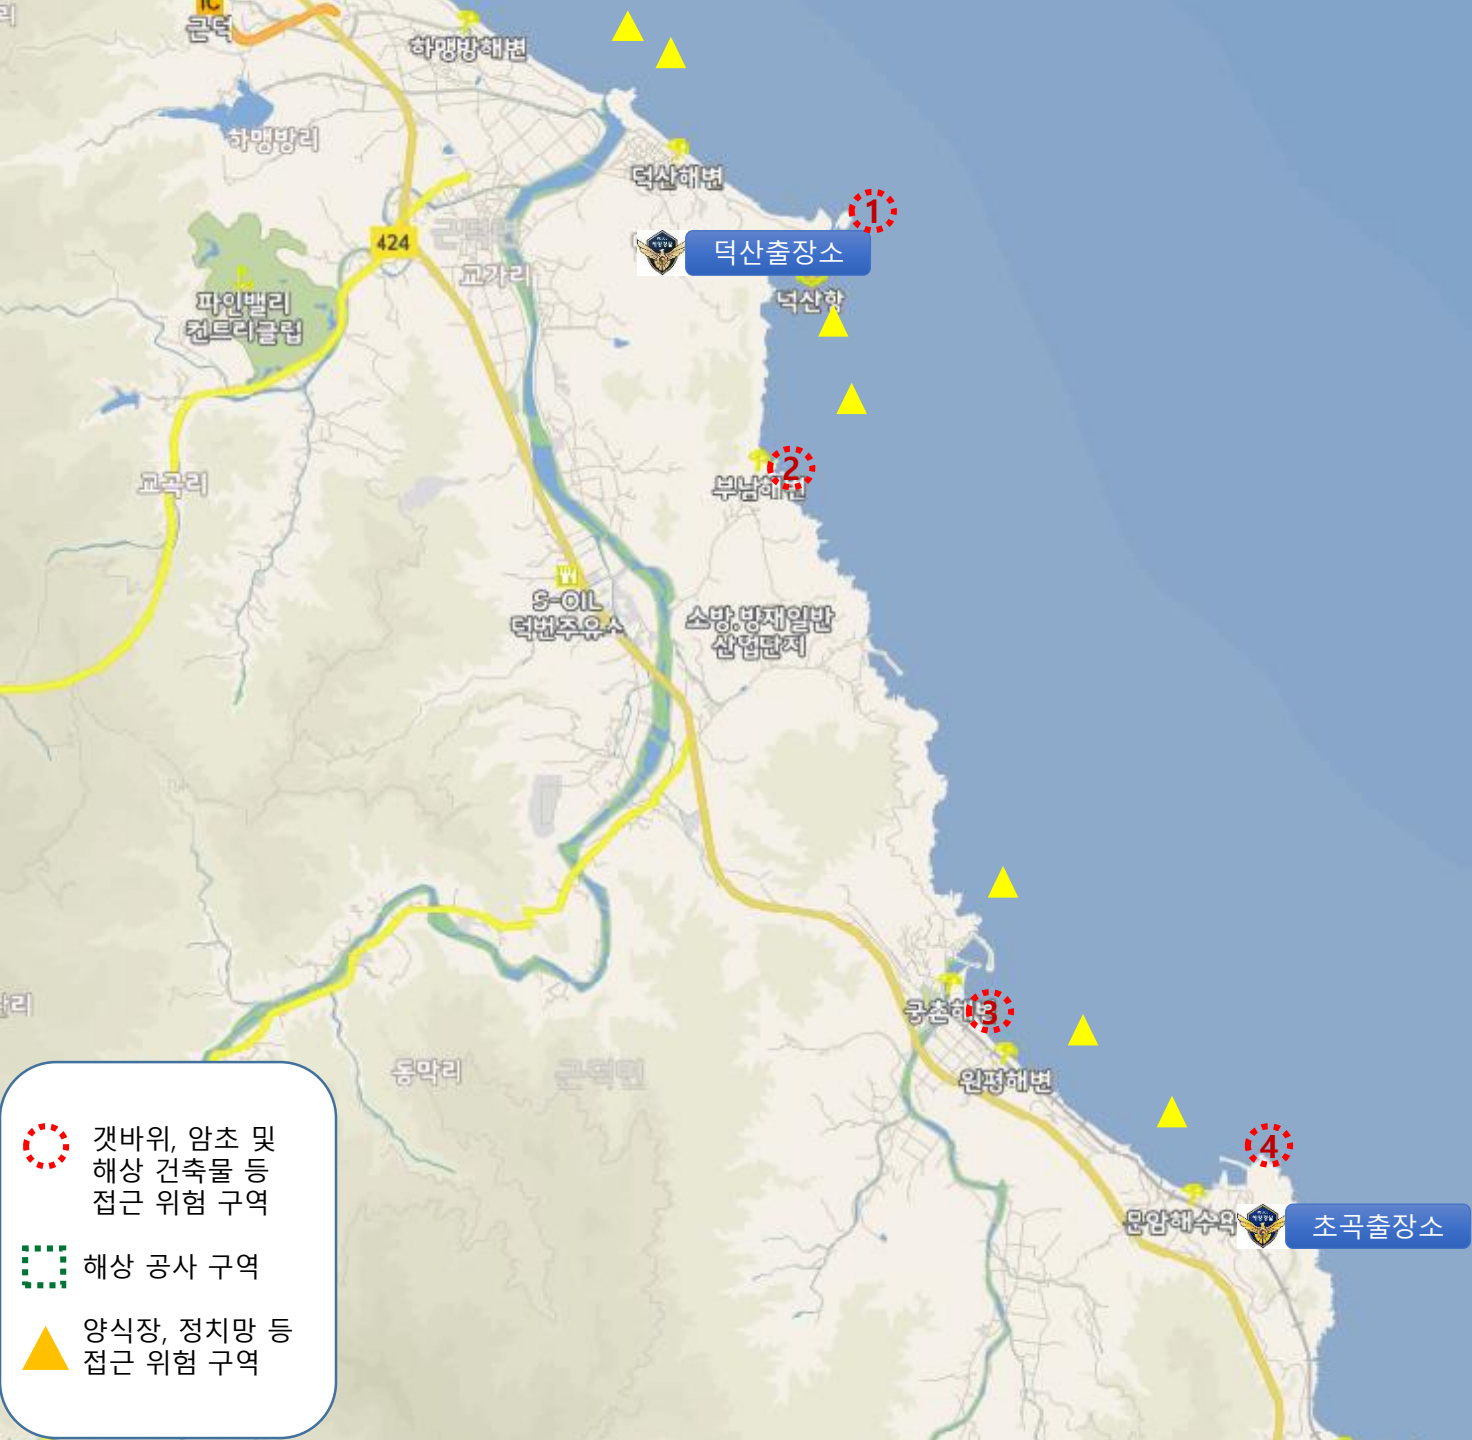 IC
근덕
하맹방해변
하맹방리
덕산해변
1
424
덕산출장소
교가리
덕산항
파인밸리
컨트리클럽
2
부남해변
교곡리
S-OIL
덕번주유소
소방.방재일반
산업단지
궁촌해변
3
동막리
근덕면
원평해변
4
문암해수욕
초곡출장소
갯바위, 암초 및
해상 건축물 등
접근 위험 구역
해상 공사 구역
양식장, 정치망 등
접근 위험 구역